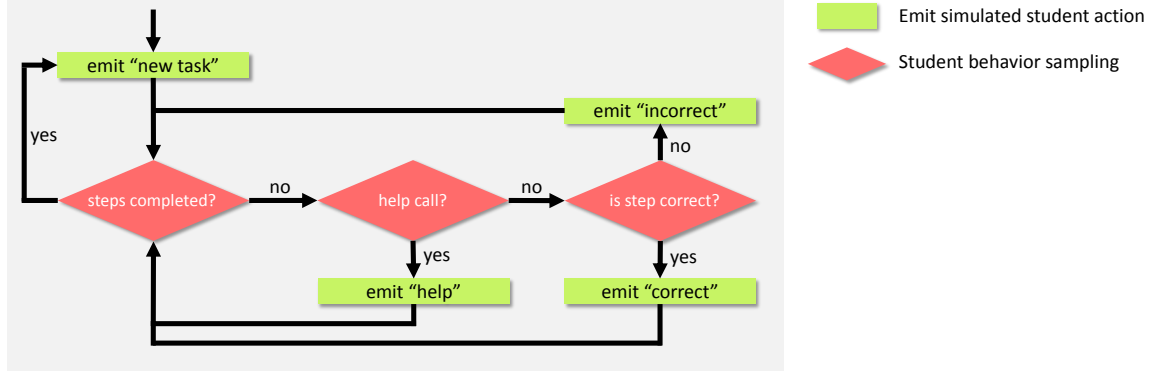 Emit simulated student action
emit “new task”
Student behavior sampling
emit “incorrect”
yes
no
steps completed?
no
help call?
no
is step correct?
yes
yes
emit “help”
emit “correct”